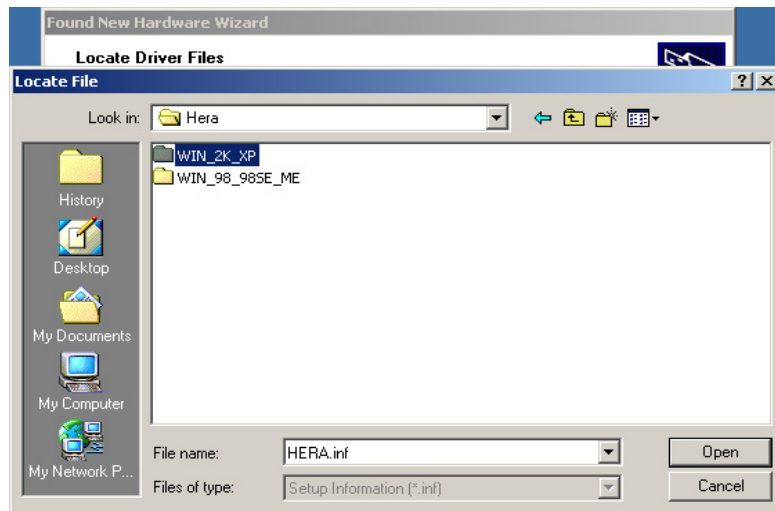 Found New Hardware Wizard
Locate Driver Files
Locate File
Look in:
Hera
WIN_2K_XP
WIN_98_98SE_ME
History
Desktop
My Documents
My Computer
My Network P...
File name:
HERA.inf
Open
Files of type:
Setup Information (*.inf)
Cancel